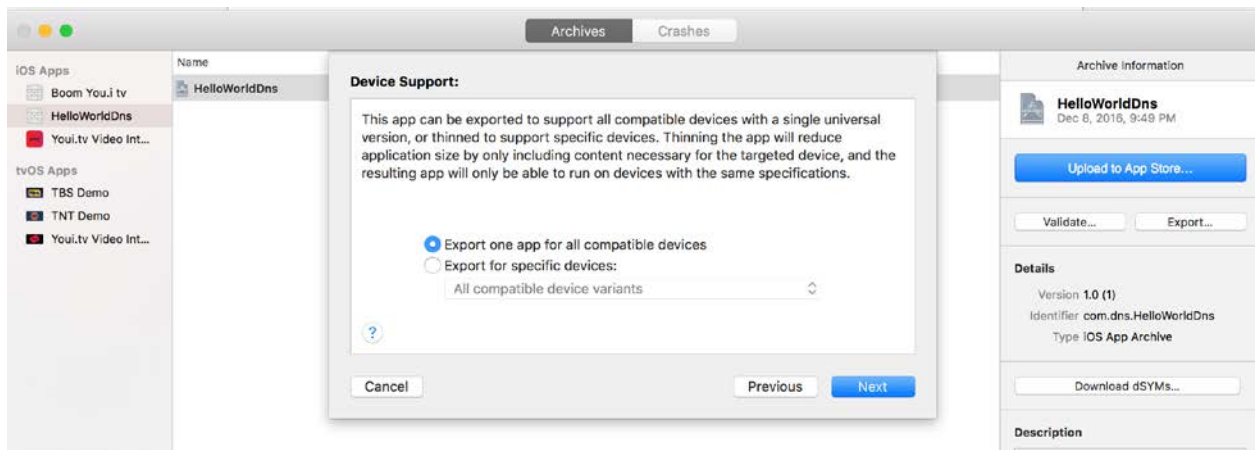 Archives
Crashes
iOS Apps
Boom You.i tv
HelloWorldDns
Youi.tv Video Int...
tvOS Apps
TBS Demo
TNT Demo
Youi.tv Video Int...
Name
HelloWorldDns
Device Support:
This app can be exported to support all compatible devices with a single universal
version, or thinned to support specific devices. Thinning the app will reduce
application size by only including content necessary for the targeted device, and the
resulting app will only be able to run on devices with the same specifications.
Export one app for all compatible devices
Export for specific devices:
All compatible device variants
?
Cancel
Previous
Next
Archive Information
HelloWorldDns
Dec 8, 2016, 9:49 PM
Upload to App Store...
Validate...
Export...
Details
Version 1.0 (1)
Identifier com.dns.HelloWorldDns
Type iOS App Archive
Download dSYMs...
Description